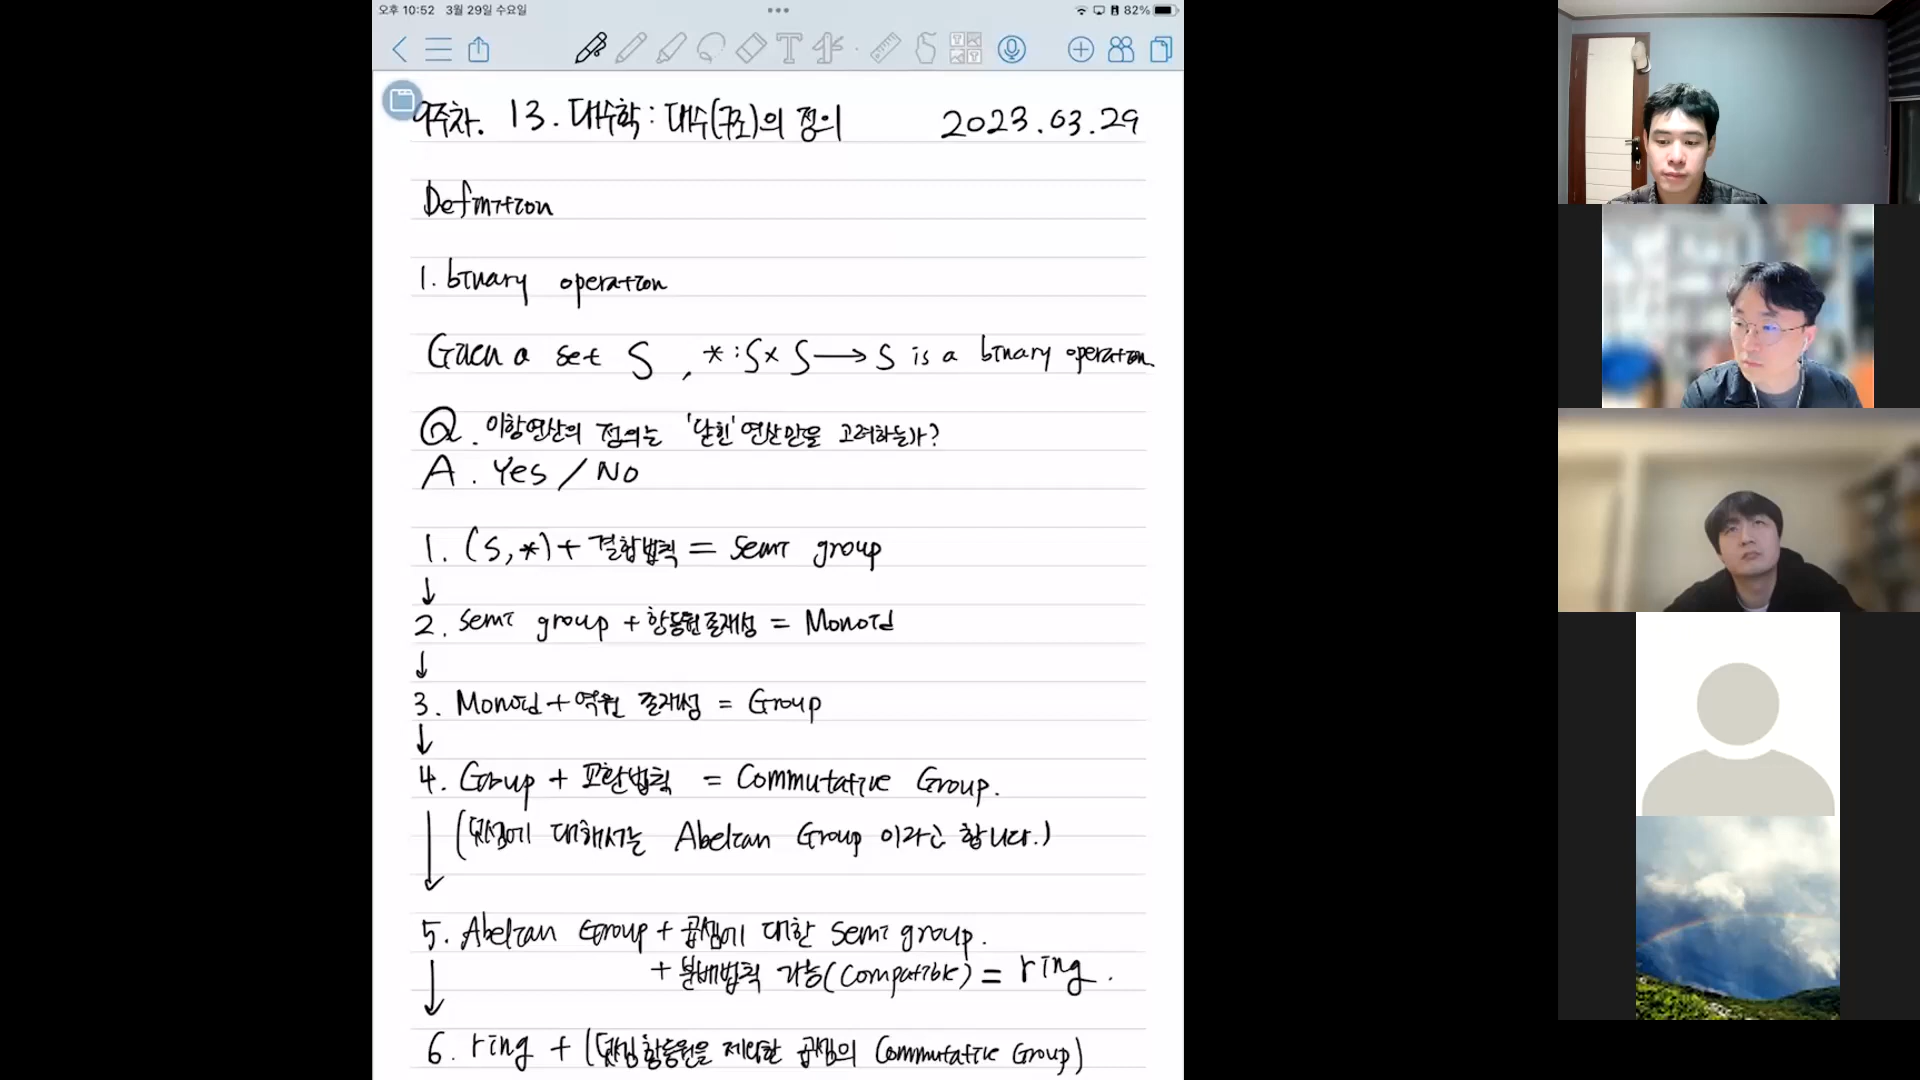 오후 10:52 3월 29일 수요일
82%
9주차. 13. 대수학 : 대수(구조)의 정의 2023.03.29
Definition
1. binary operation
Given a set S, * : S × S → S is a binary operation
Q. 이항연산의 정의는 '닫힌' 연산만을 고려하는가?
A. Yes / No
1. (S, *) + 결합법칙 = semi group
↓
2. semi group + 항등원 존재성 = Monoid
↓
3. Monoid + 역원 존재성 = Group
↓
4. Group + 교환법칙 = Commutative Group.
(덧셈에 대해서는 Abelian Group 이라고 합니다.)
↓
5. Abelian Group + 곱셈에 대한 semi group.
+ 분배법칙 가능(Compatible) = ring.
↓
6. ring + (덧셈 항등원을 제외한 곱셈의 Commutative Group)